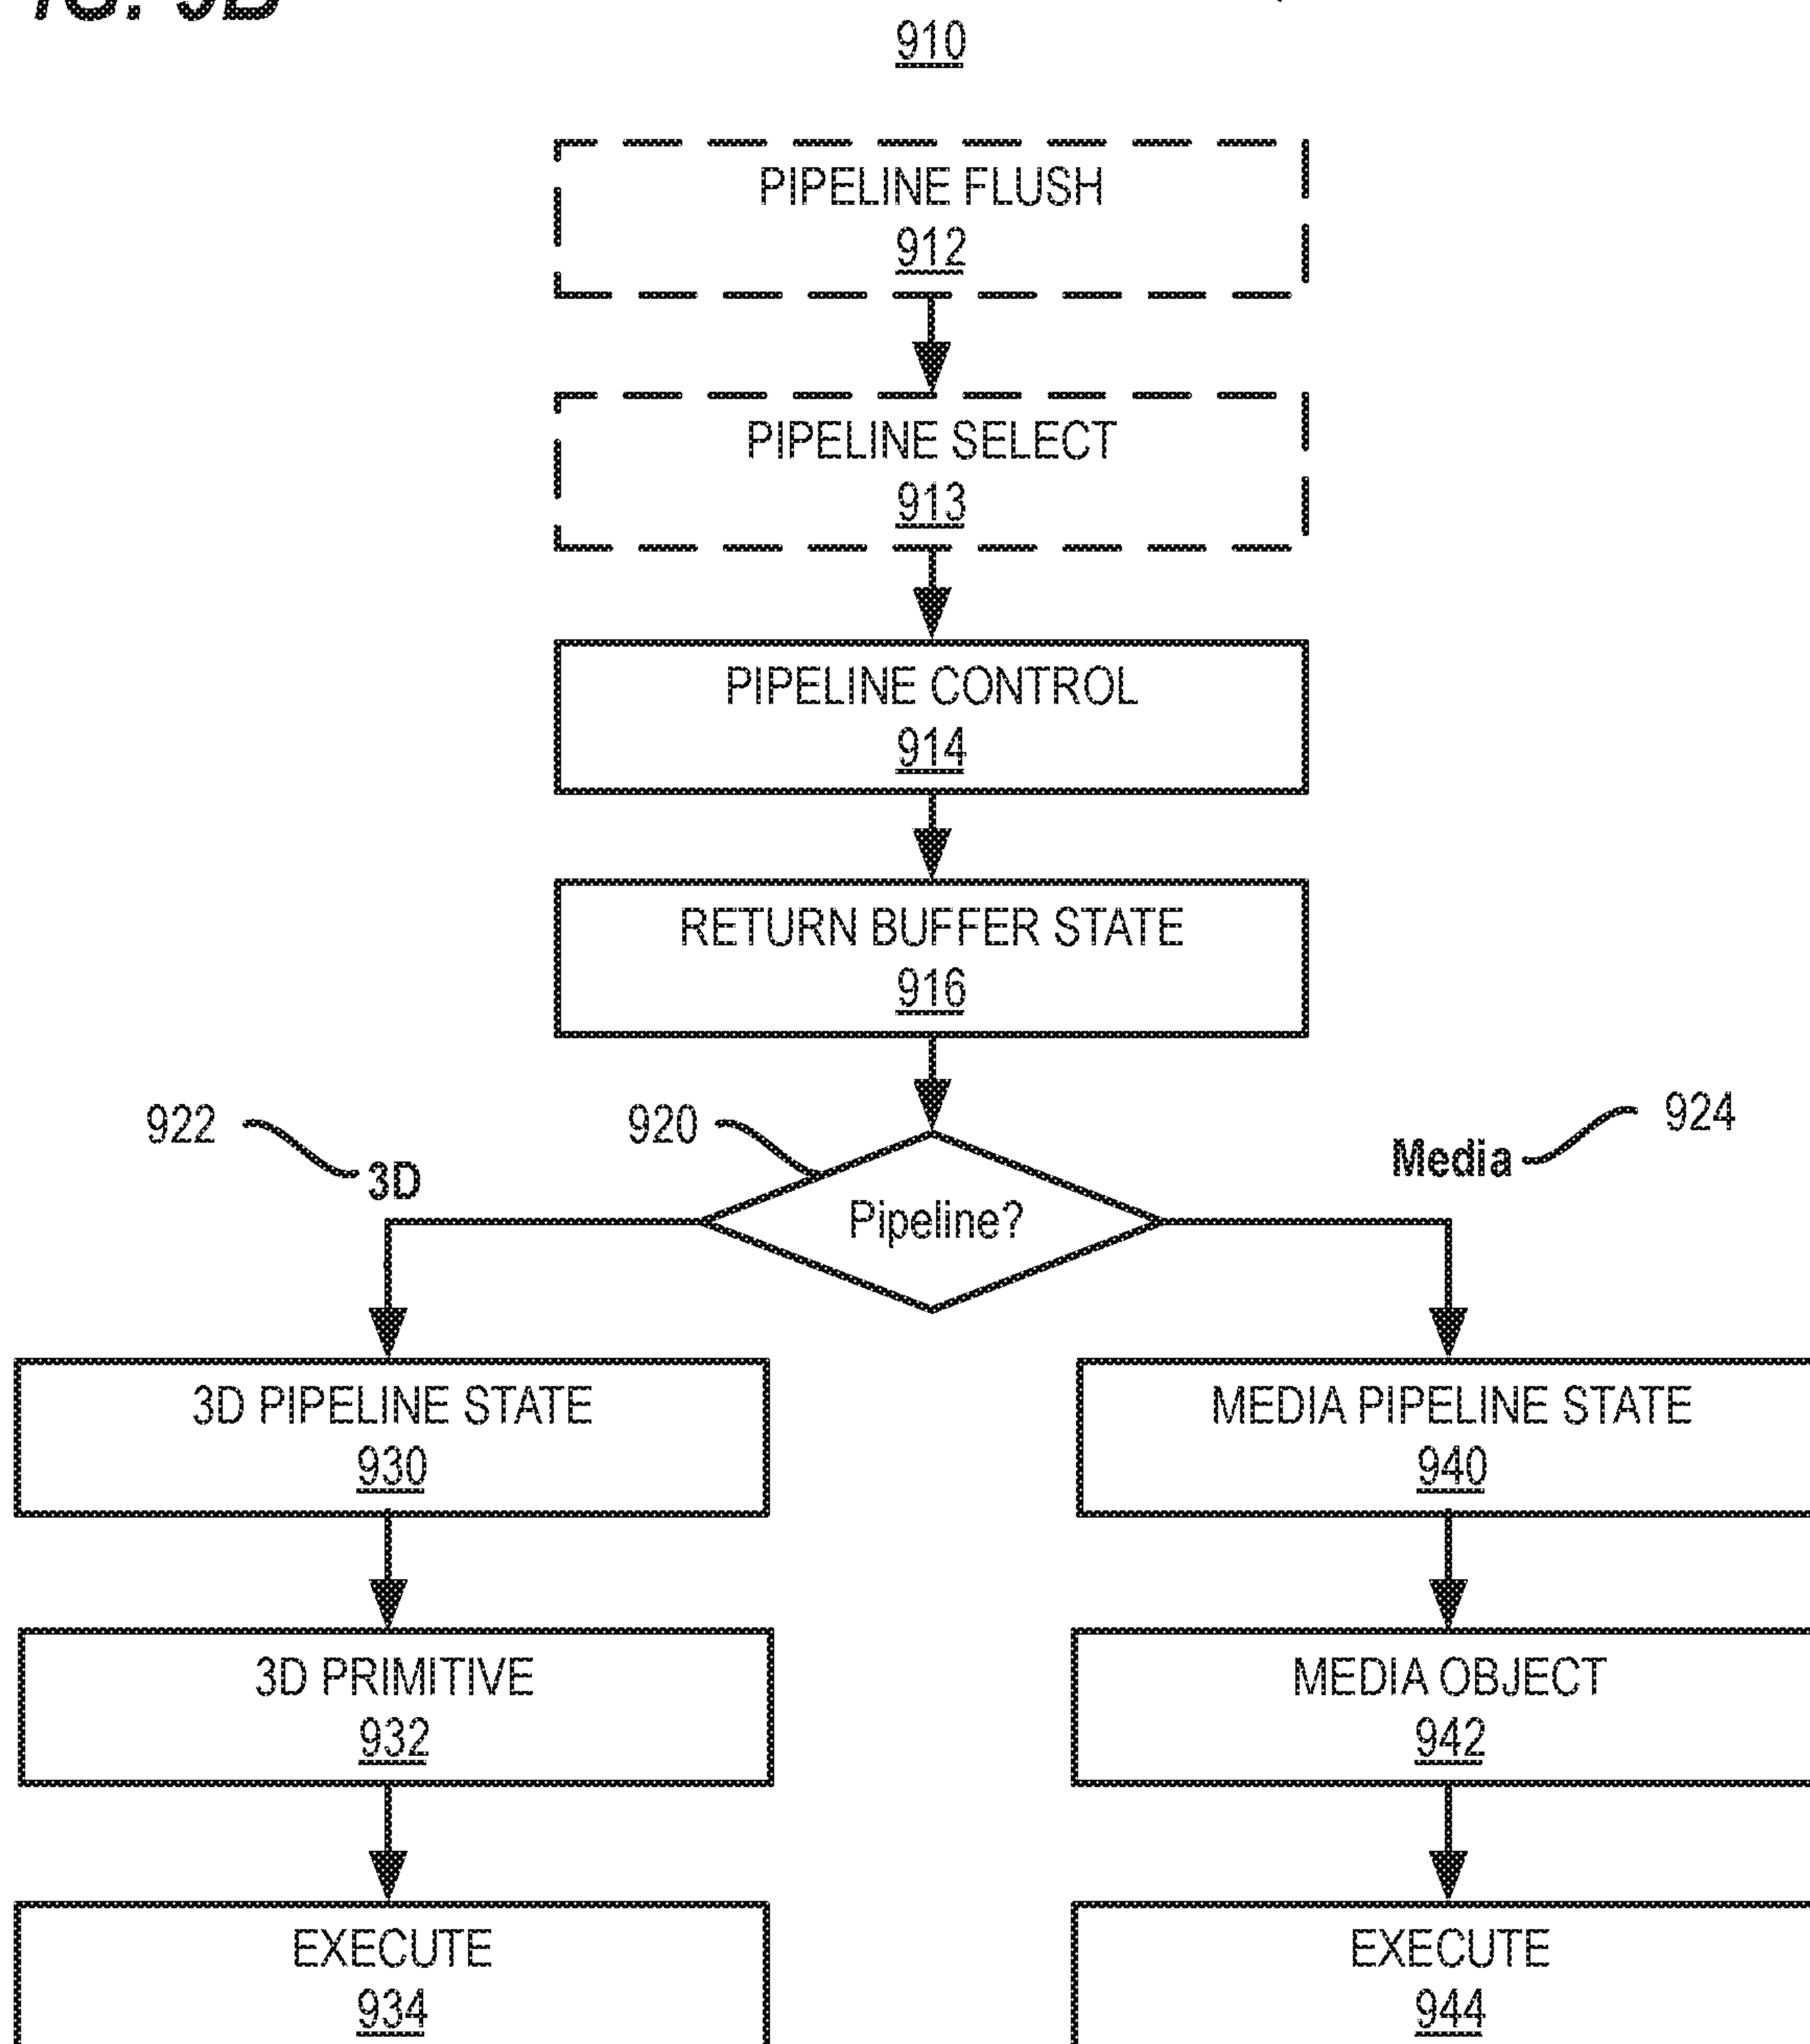 910
PIPELINE FLUSH
912
PIPELINE SELECT
913
PIPELINE CONTROL
914
RETURN BUFFER STATE
916
922
920
924
3D
Media
Pipeline?
3D PIPELINE STATE
930
MEDIA PIPELINE STATE
940
3D PRIMITIVE
932
MEDIA OBJECT
942
EXECUTE
934
EXECUTE
944